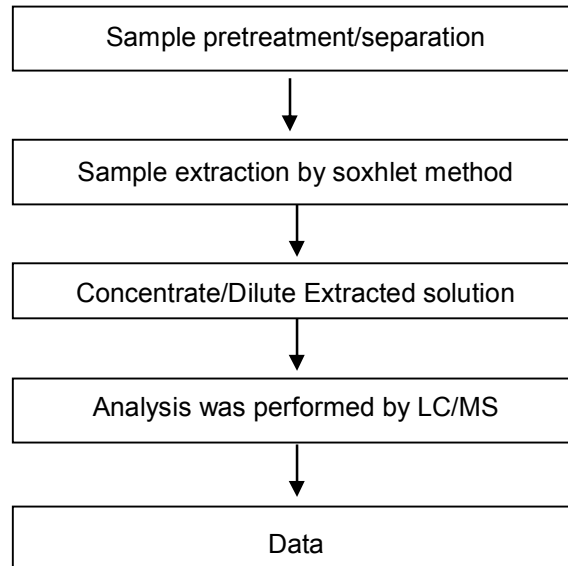 Sample pretreatment/separation
Sample extraction by soxhlet method
Concentrate/Dilute Extracted solution
Analysis was performed by LC/MS
Data